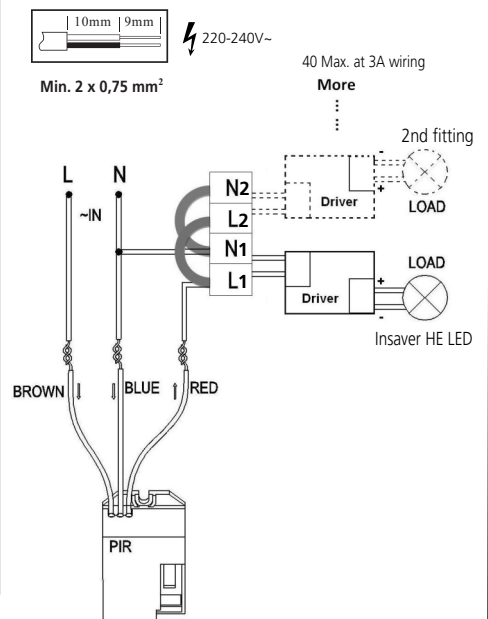 10mm 9mm
220-240V~
Min. 2 x 0,75 mm²
40 Max. at 3A wiring
More
2nd fitting
L N
~IN
N2
L2
N1
L1
Driver
-
+
LOAD
LOAD
Driver
+
-
Insaver HE LED
BROWN BLUE RED
PIR